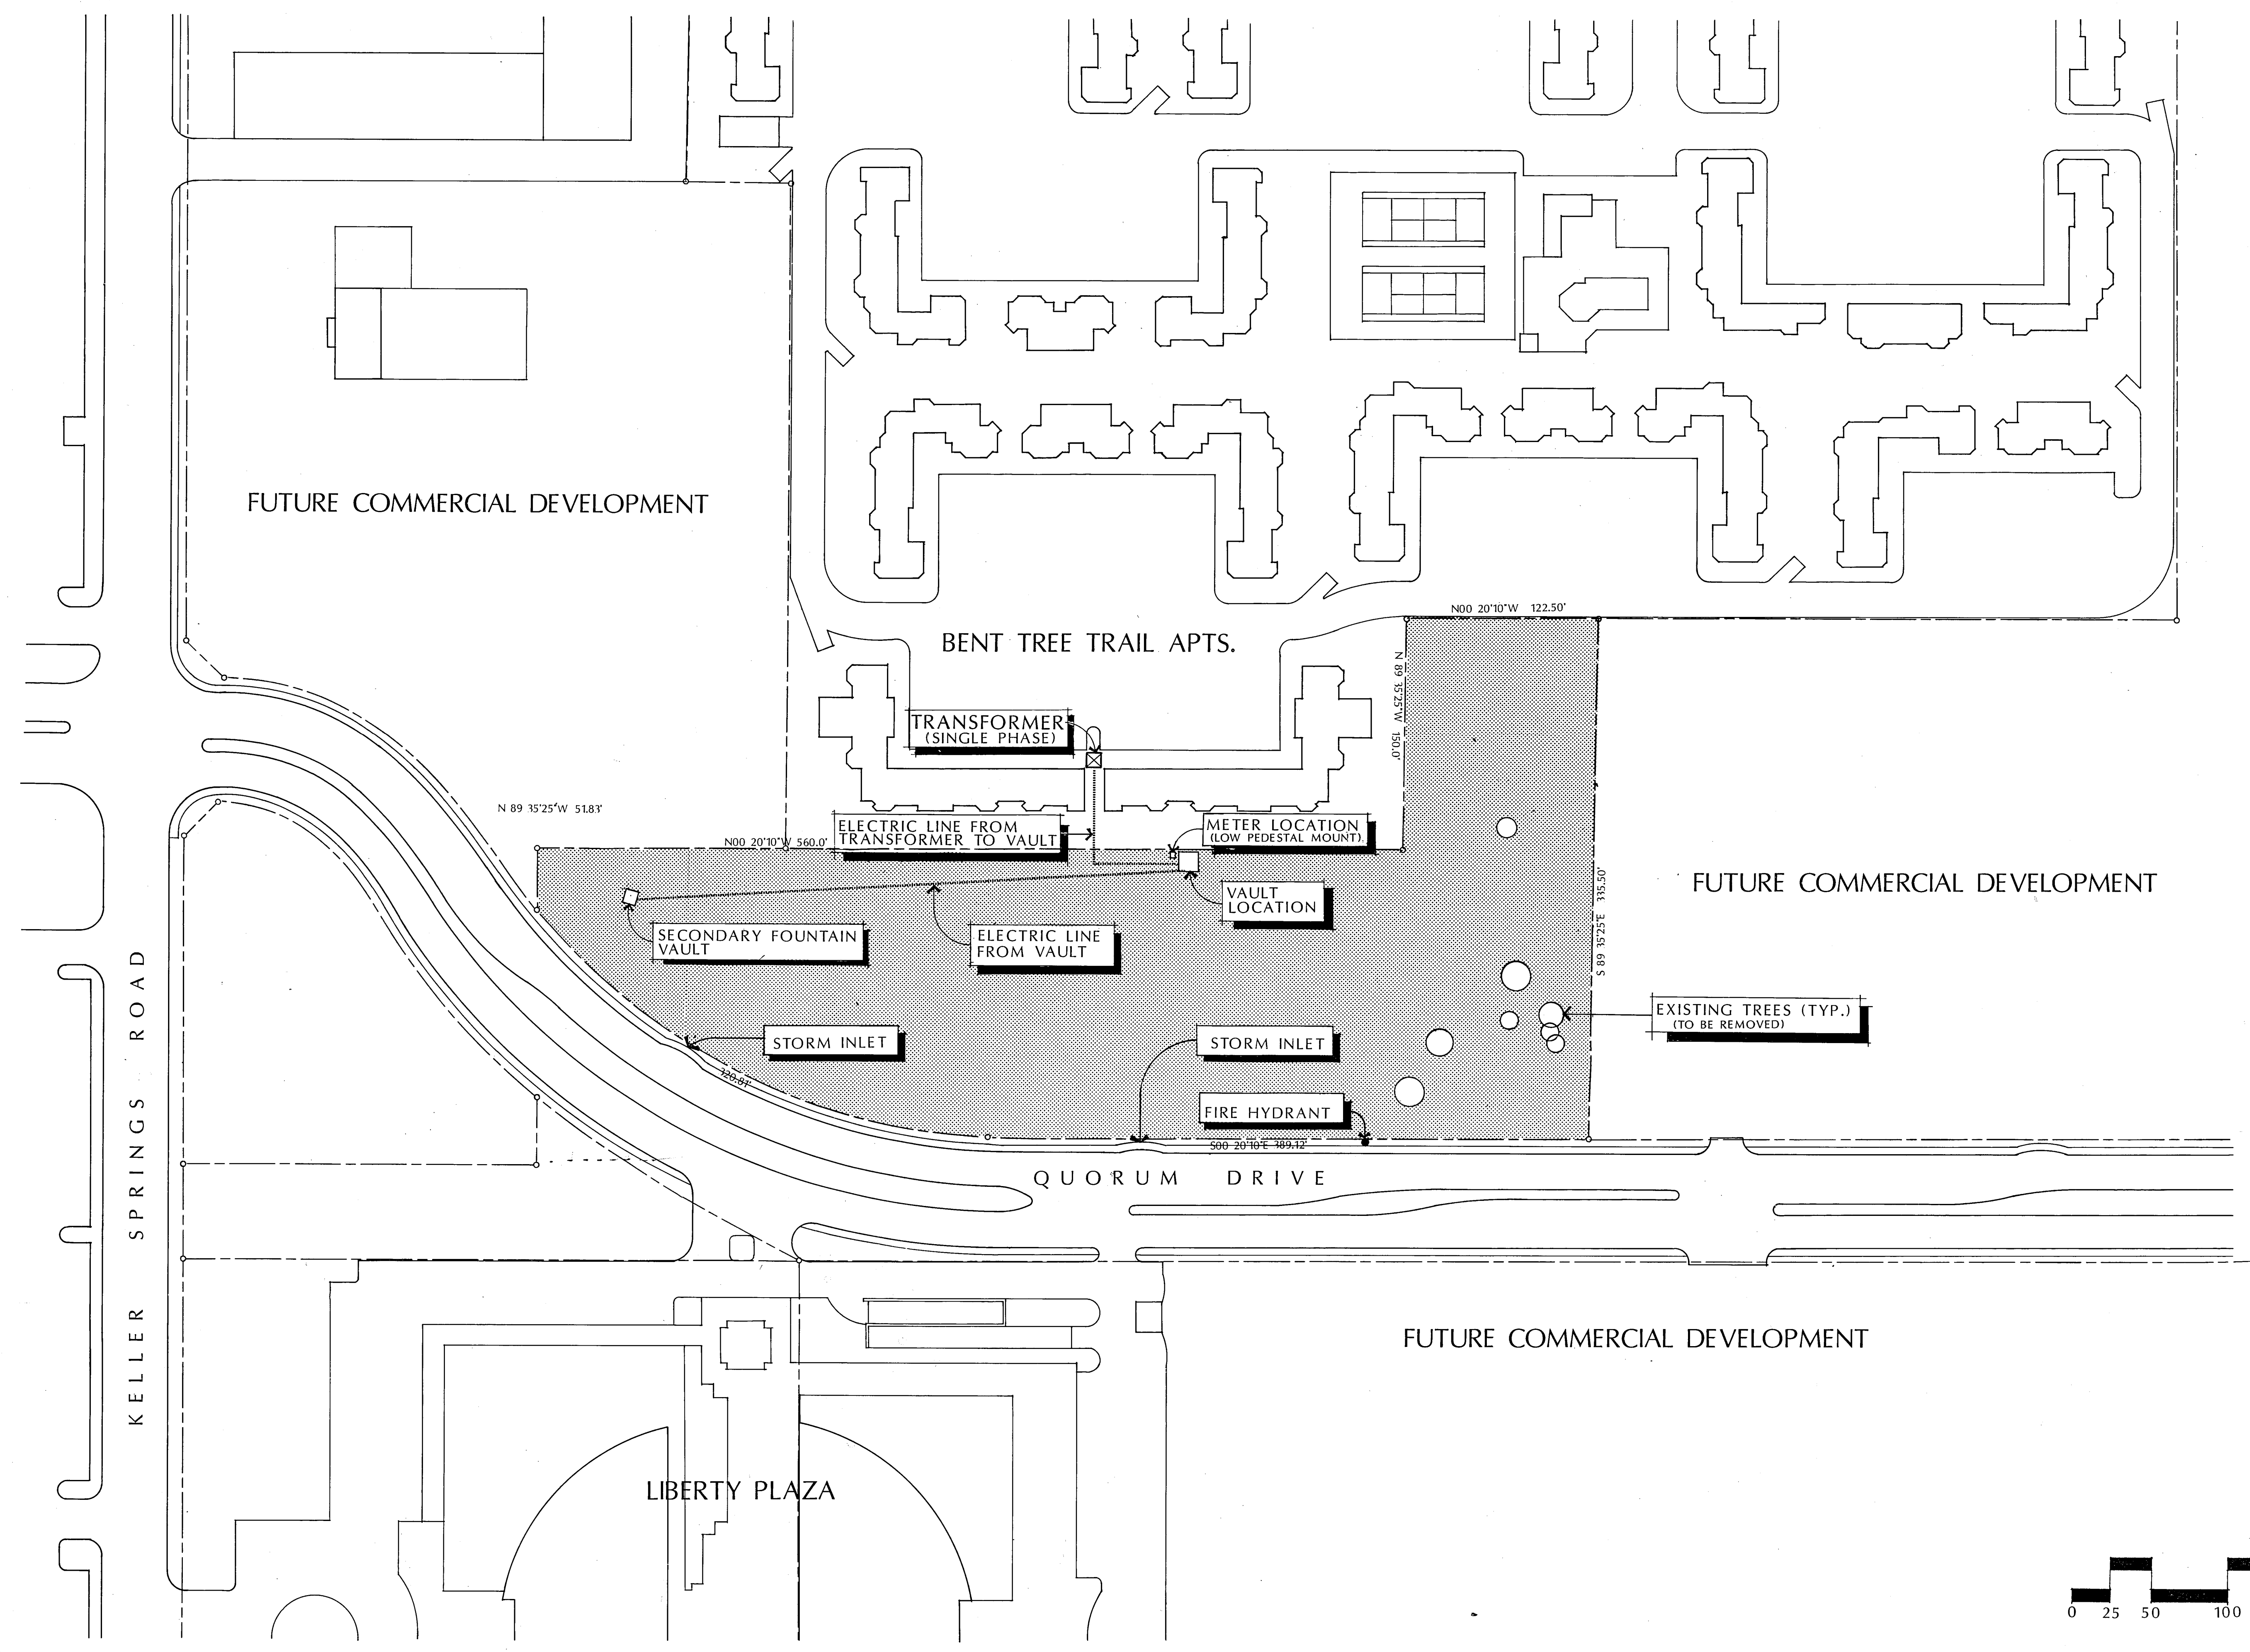 FUTURE COMMERCIAL DEVELOPMENT
N00 20'10"W 122.50'
BENT TREE TRAIL APTS.
N 89 35'25"W 150.0'
TRANSFORMER
(SINGLE PHASE)
N 89 35'25"W 51.83'
N00 20'10"W 560.0'
ELECTRIC LINE FROM
TRANSFORMER TO VAULT
METER LOCATION
(LOW PEDESTAL MOUNT)
VAULT
LOCATION
FUTURE COMMERCIAL DEVELOPMENT
S 89 35'25"E 335.50'
SECONDARY FOUNTAIN
VAULT
ELECTRIC LINE
FROM VAULT
EXISTING TREES (TYP.)
(TO BE REMOVED)
STORM INLET
STORM INLET
320.81'
FIRE HYDRANT
S00 20'10"E 389.12'
QUORUM DRIVE
KELLER SPRINGS ROAD
FUTURE COMMERCIAL DEVELOPMENT
LIBERTY PLAZA
0 25 50 100